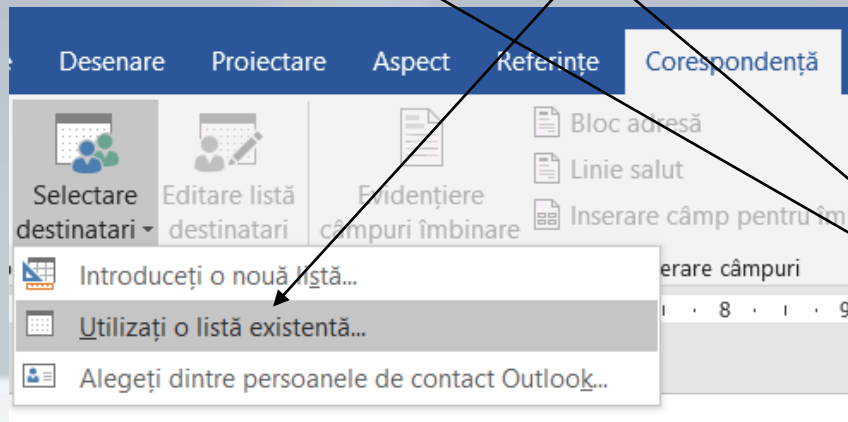 Desenare Proiectare Aspect Referințe Corespondență
Bloc adresă
Linie salut
Selectare destinatari
Editare listă destinatari
Evidențiere câmpuri îmbinare
Inserare câmp pentru
erare câmpuri
8 9
Introduceți o nouă listă...
Utilizați o listă existentă...
Alegeți dintre persoanele de contact Outlook...